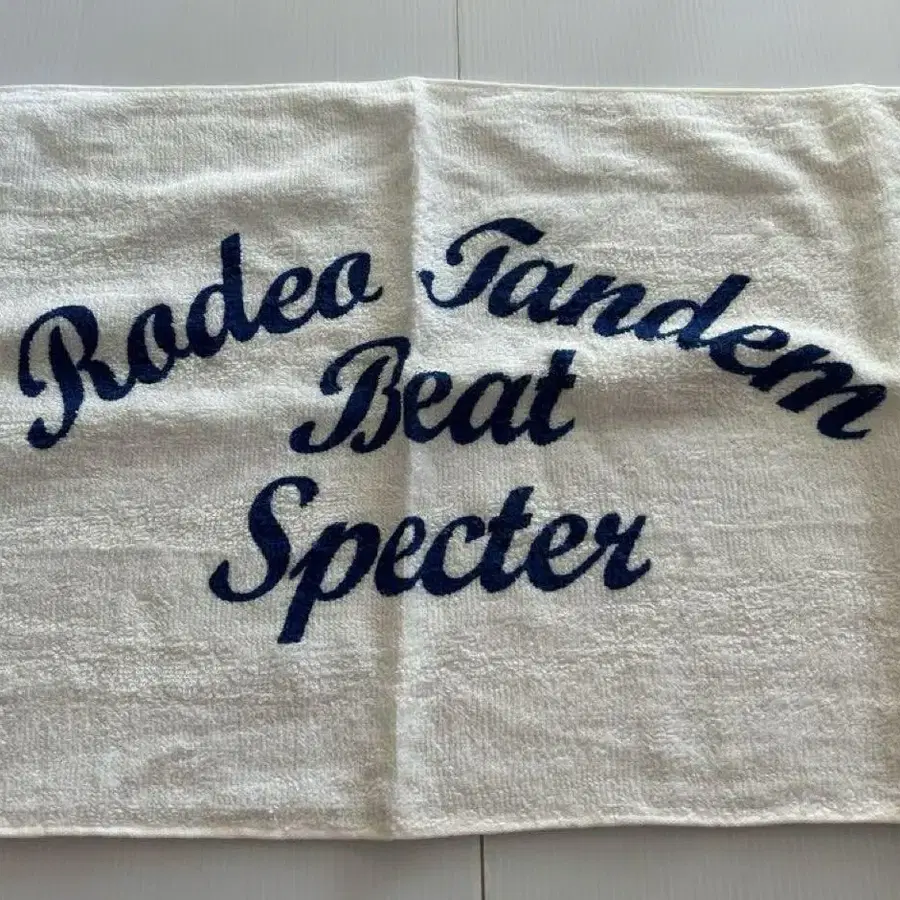 Rodeo Tandem
Beat
Specter